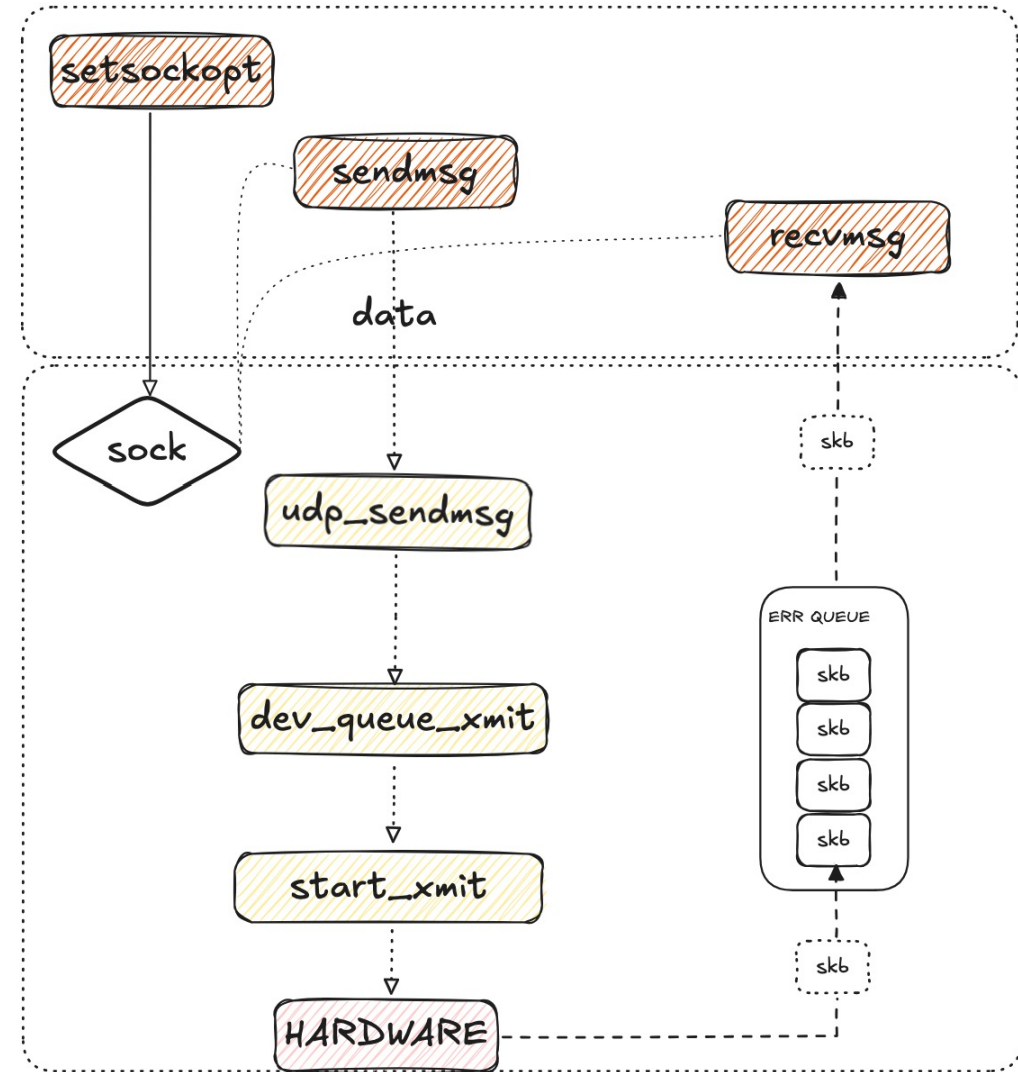 setsockopt
sendmsg
recvmsg
data
skb
sock
udp_sendmsg
ERR QUEUE
skb
dev_queue_xmit
skb
skb
skb
start_xmit
skb
HARDWARE